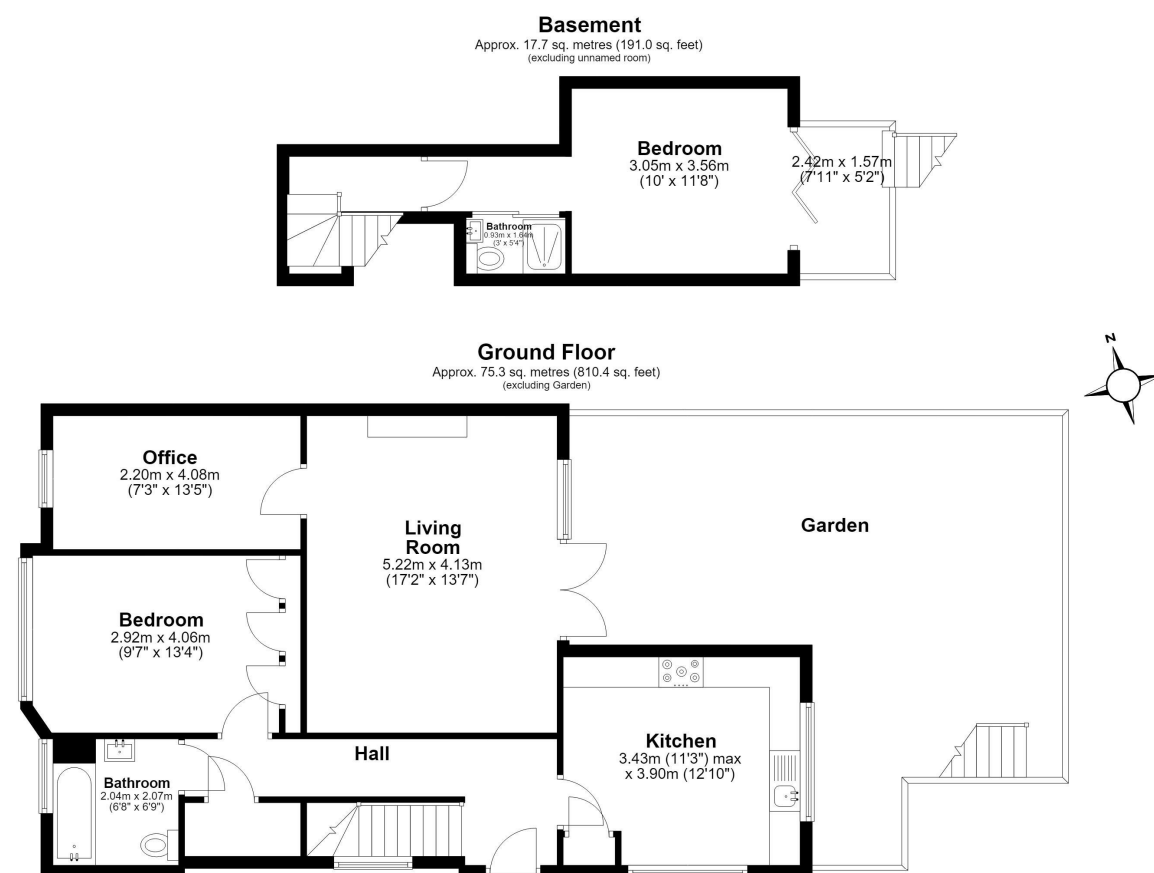 Basement
Approx. 17.7 sq. metres (191.0 sq. feet)
(excluding unnamed room)
Bedroom
3.05m x 3.56m
(10' x 11'8")
2.42m x 1.57m
(7'11" x 5'2")
Bathroom
0.93m x 1.64m
(3' x 5'4")
Ground Floor
Approx. 75.3 sq. metres (810.4 sq. feet)
(excluding Garden)
N
Office
2.20m x 4.08m
(7'3" x 13'5")
Living
Room
5.22m x 4.13m
(17'2" x 13'7")
Garden
Bedroom
2.92m x 4.06m
(9'7" x 13'4")
Hall
Kitchen
3.43m (11'3") max
x 3.90m (12'10")
Bathroom
2.04m x 2.07m
(6'8" x 6'9")